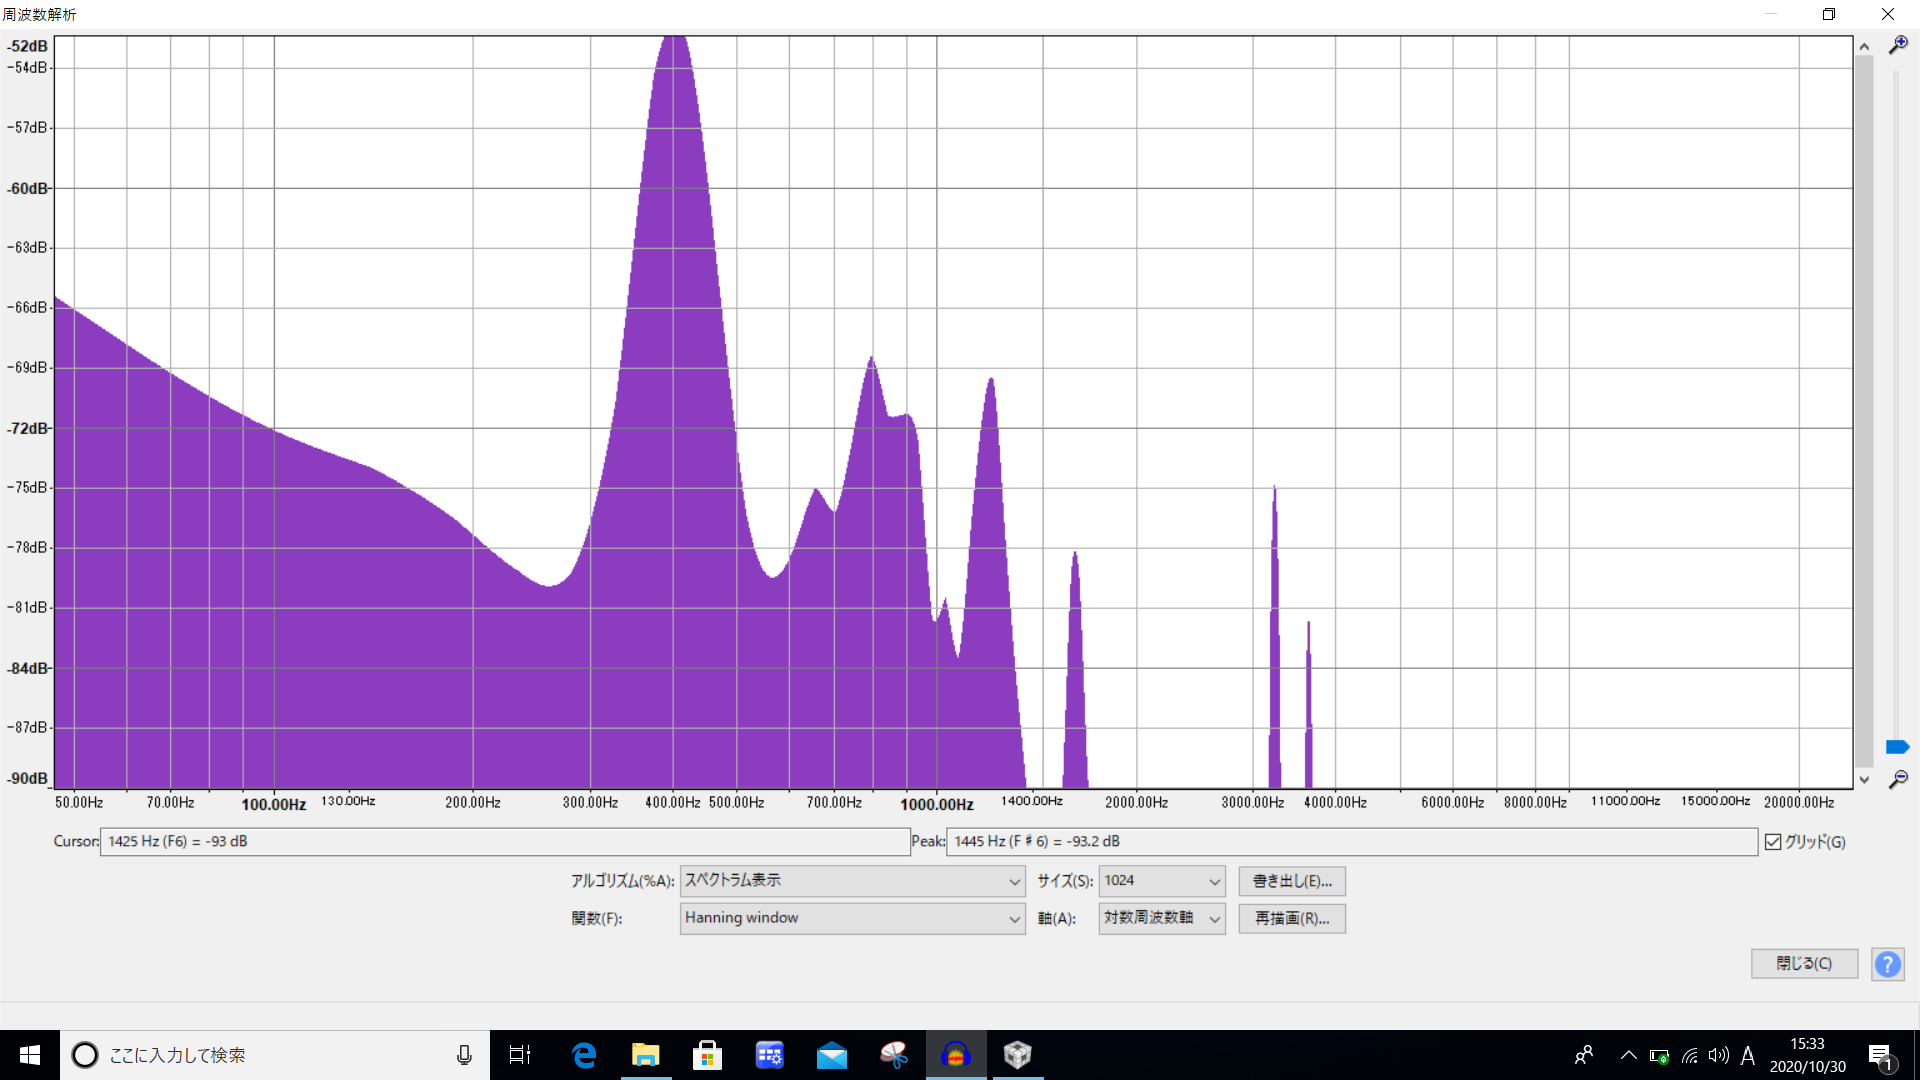 周波数解析
-52dB
-54dB
-57dB
-60dB
-63dB
-66dB
-69dB
-72dB
-75dB
-78dB
-81dB
-84dB
-87dB
-90dB
50.00Hz 70.00Hz 100.00Hz 130.00Hz 200.00Hz 300.00Hz 400.00Hz 500.00Hz 700.00Hz 1000.00Hz 1400.00Hz 2000.00Hz 3000.00Hz 4000.00Hz 6000.00Hz 8000.00Hz 11000.00Hz 15000.00Hz 20000.00Hz
Cursor: 1425 Hz (F6) = -93 dB Peak: 1445 Hz (F♯6) = -93.2 dB グリッド(G)
アルゴリズム(%A): スペクトラム表示 サイズ(S): 1024 書き出し(E)...
関数(F): Hanning window 軸(A): 対数周波数軸 再描画(R)...
閉じる(C) ?
ここに入力して検索
A
15:33
2020/10/30
1